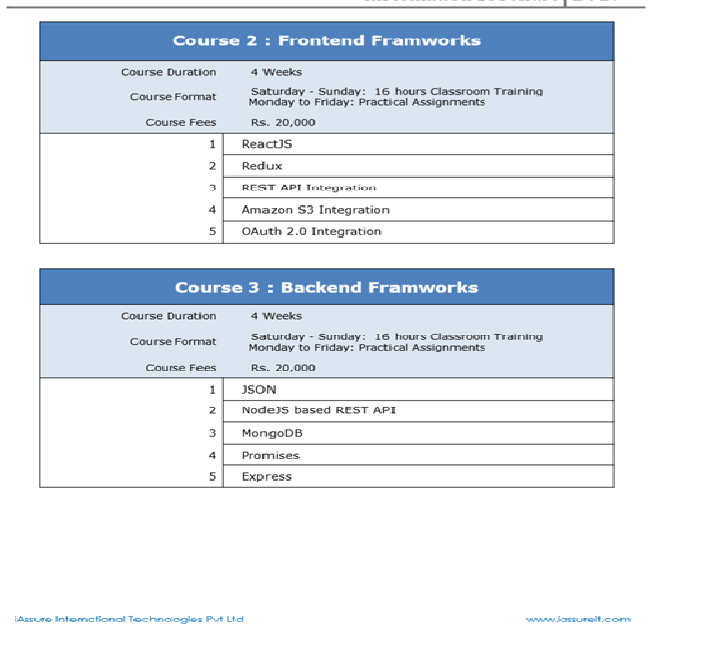 Course 2 : Frontend Framworks
Course Duration 4 Weeks
Course Format Saturday - Sunday: 16 hours Classroom Training
Monday to Friday: Practical Assignments
Course Fees Rs. 20,000
1 ReactJS
2 Redux
3 REST API Integration
4 Amazon S3 Integration
5 OAuth 2.0 Integration
Course 3 : Backend Framworks
Course Duration 4 Weeks
Course Format Saturday - Sunday: 16 hours Classroom Training
Monday to Friday: Practical Assignments
Course Fees Rs. 20,000
1 JSON
2 NodeJS based REST API
3 MongoDB
4 Promises
5 Express
iAssure International Technologies Pvt Ltd www.iassureit.com